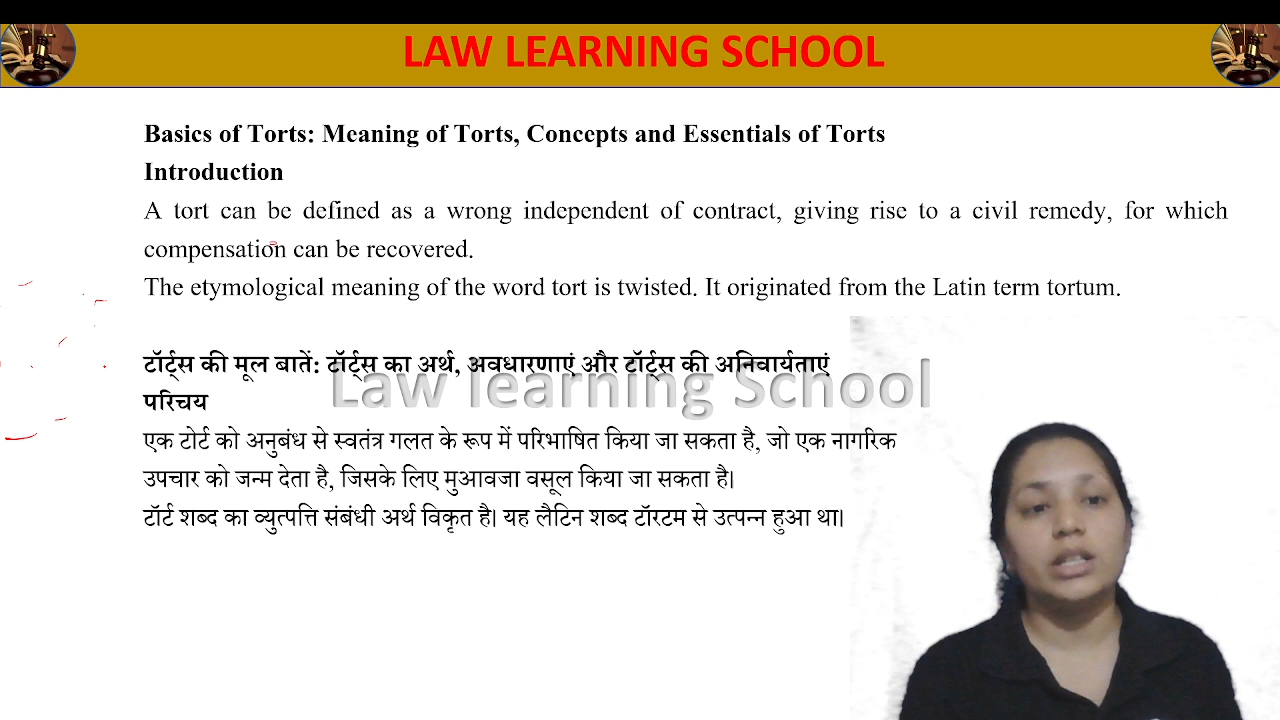 LAW LEARNING SCHOOL
Basics of Torts: Meaning of Torts, Concepts and Essentials of Torts
Introduction
A tort can be defined as a wrong independent of contract, giving rise to a civil remedy, for which
compensation can be recovered.
The etymological meaning of the word tort is twisted. It originated from the Latin term tortum.
टॉर्ट्स की मूल बातें: टॉर्ट्स का अर्थ, अवधारणाएं और टॉर्ट्स की अनिवार्यताएं
Law learning School
परिचय
एक टोर्ट को अनुबंध से स्वतंत्र गलत के रूप में परिभाषित किया जा सकता है, जो एक नागरिक
उपचार को जन्म देता है, जिसके लिए मुआवजा वसूल किया जा सकता है।
टॉर्ट शब्द का व्युत्पत्ति संबंधी अर्थ विकृत है। यह लैटिन शब्द टॉरटम से उत्पन्न हुआ था।